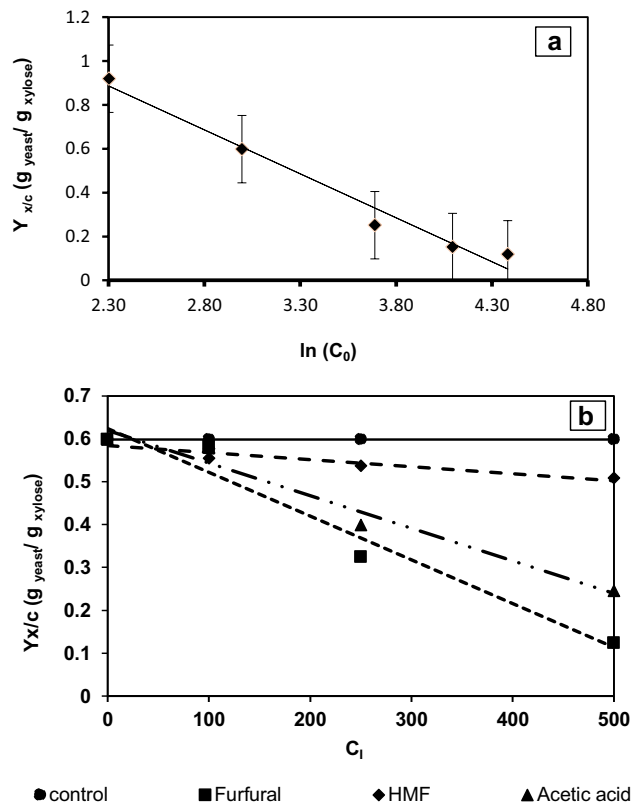 a
Y x/c (g yeast/ g xylose)
1.2
1
0.8
0.6
0.4
0.2
0
2.30 2.80 3.30 3.80 4.30 4.80
ln (C0)
b
Yx/c (g yeast/ g xylose)
0.7
0.6
0.5
0.4
0.3
0.2
0.1
0
0 100 200 300 400 500
CI
control Furfural HMF Acetic acid